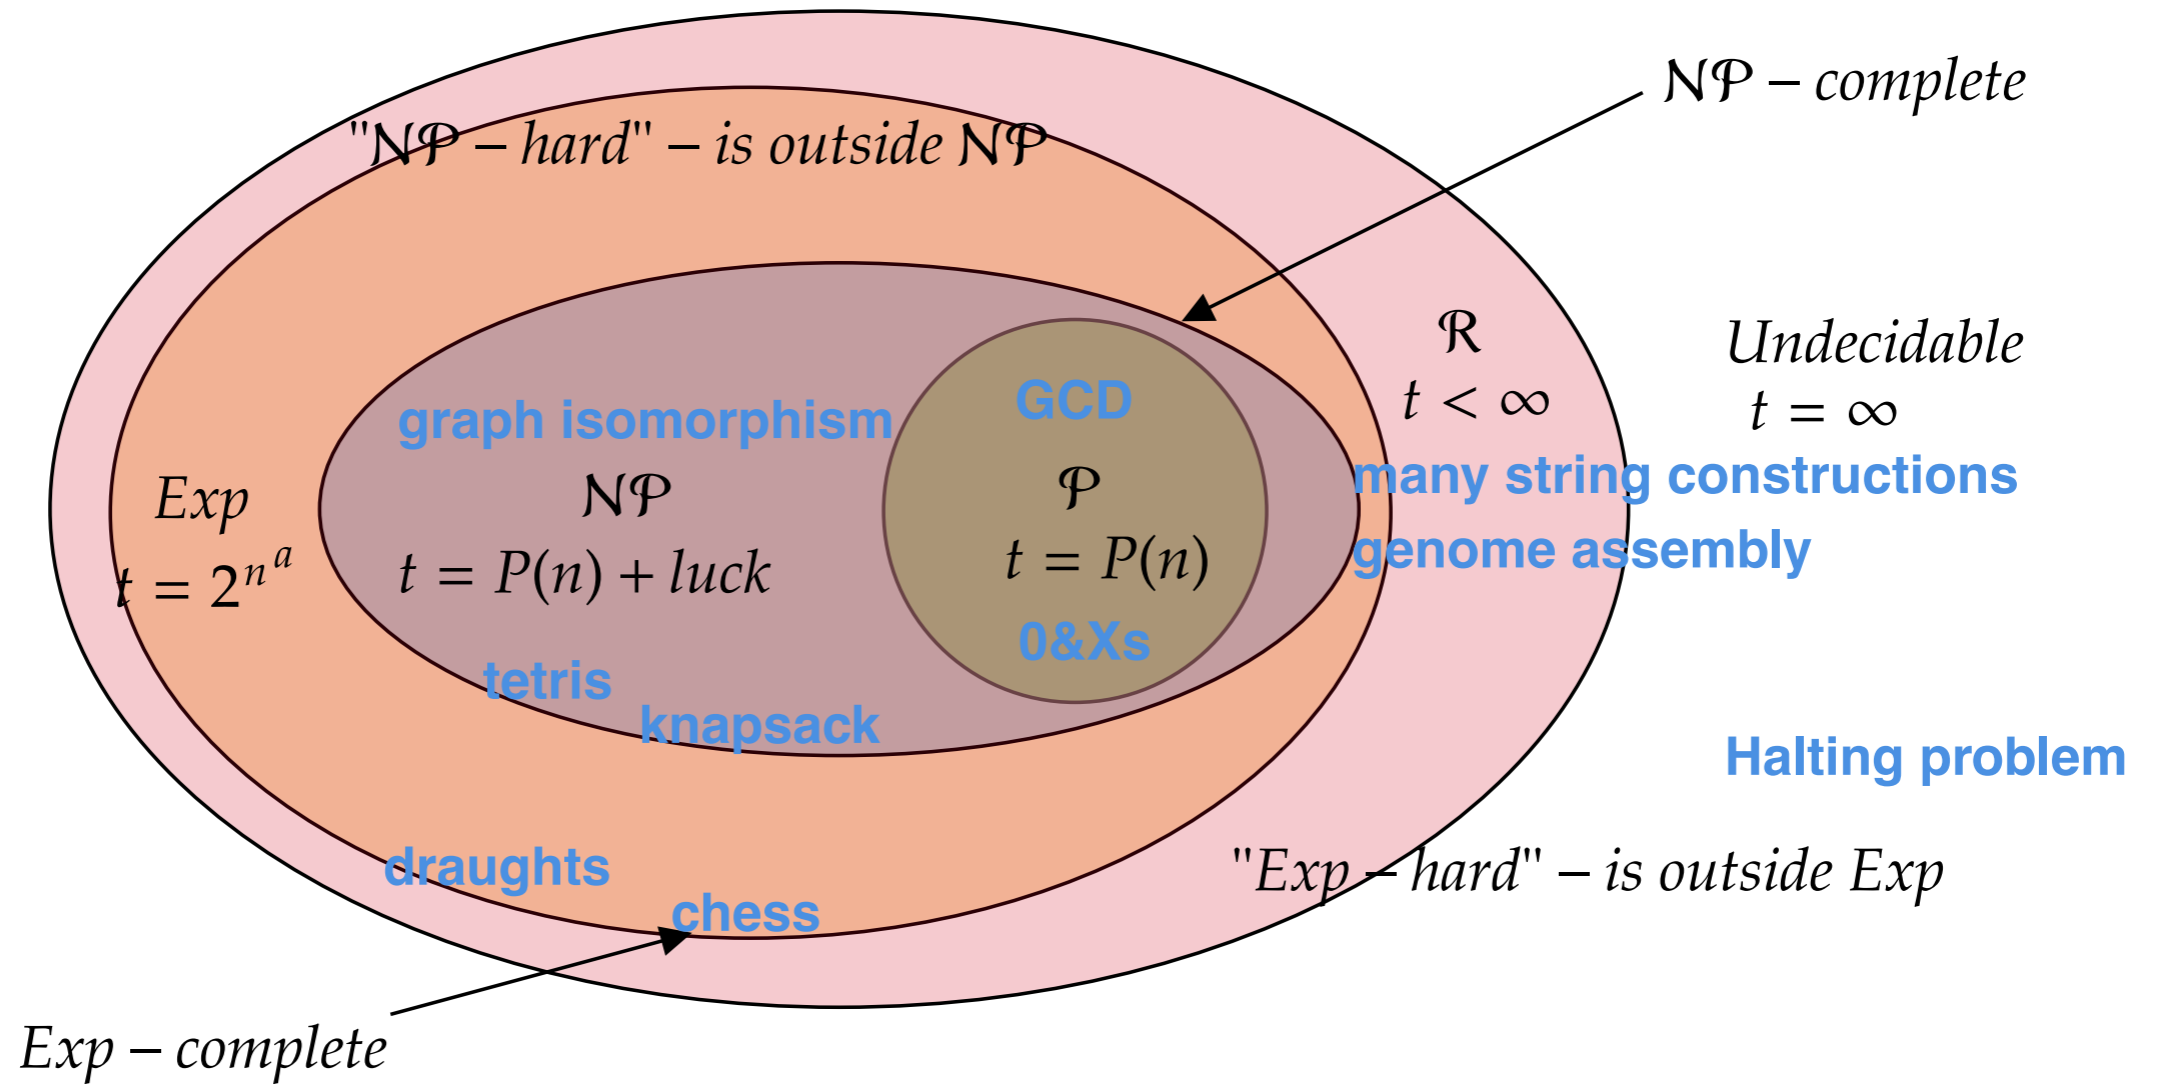 NP – complete
"NP – hard" – is outside NP
R
t < ∞
Undecidable
t = ∞
graph isomorphism
GCD
NP
P
many string constructions
Exp
t = 2^{n^a}
t = P(n) + luck
t = P(n)
genome assembly
0&Xs
tetris
knapsack
Halting problem
draughts
chess
"Exp – hard" – is outside Exp
Exp – complete